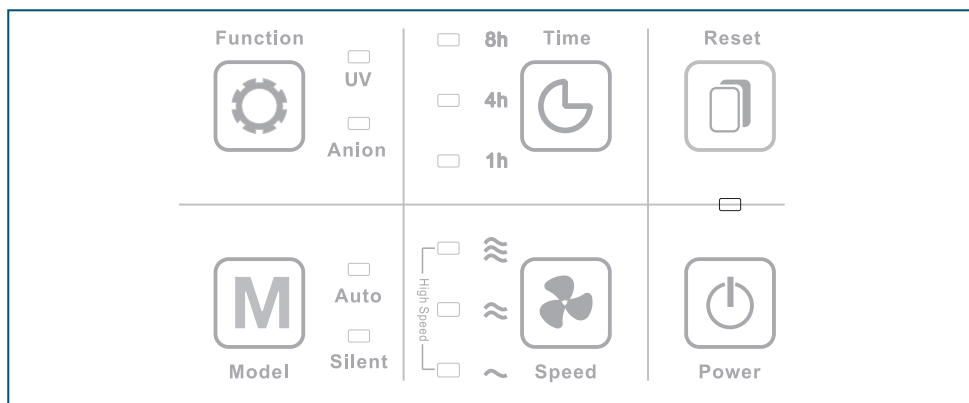 Function
UV
Anion
8h
4h
1h
Time
Reset
M
Model
Auto
Silent
High Speed
Speed
Power